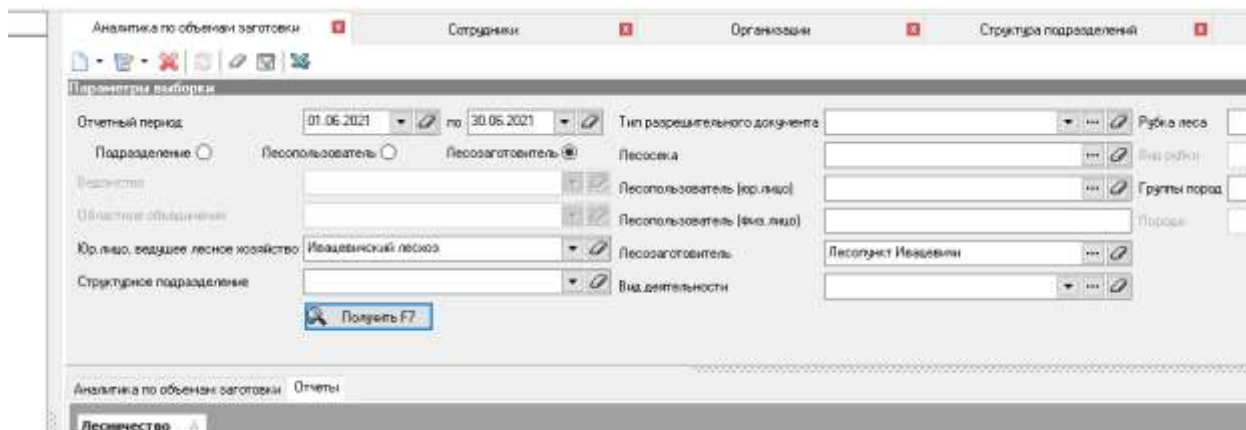 Аналитика по объемам заготовки Сотрудники Организации Структура подразделений
Параметры выборки
Отчетный период 01.06.2021 по 30.06.2021 Тип разрешительного документа Рубка леса
Подразделение Лесопользователь Лесозаготовитель Лесосека Вид рубки
Ведомство Лесопользователь (юр.лицо) Группы пород
Областное объединение Лесопользователь (физ.лицо) Порода
Юр.лицо, ведущее лесное хозяйство Ивацевичский лесхоз Лесозаготовитель Лесопункт Ивацевичи
Структурное подразделение Вид деятельности
Получить F7
Аналитика по объемам заготовки Отчеты
Лесничество